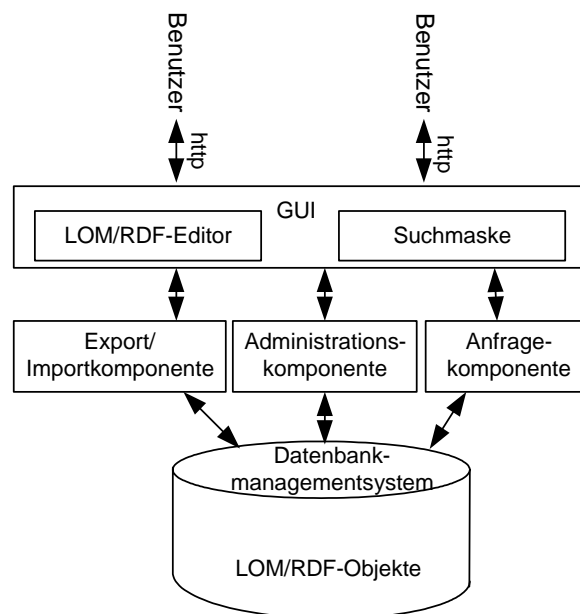 Benutzer
Benutzer
http
http
GUI
LOM/RDF-Editor
Suchmaske
Export/
Importkomponente
Administrations-
komponente
Anfrage-
komponente
Datenbank-
managementsystem
LOM/RDF-Objekte